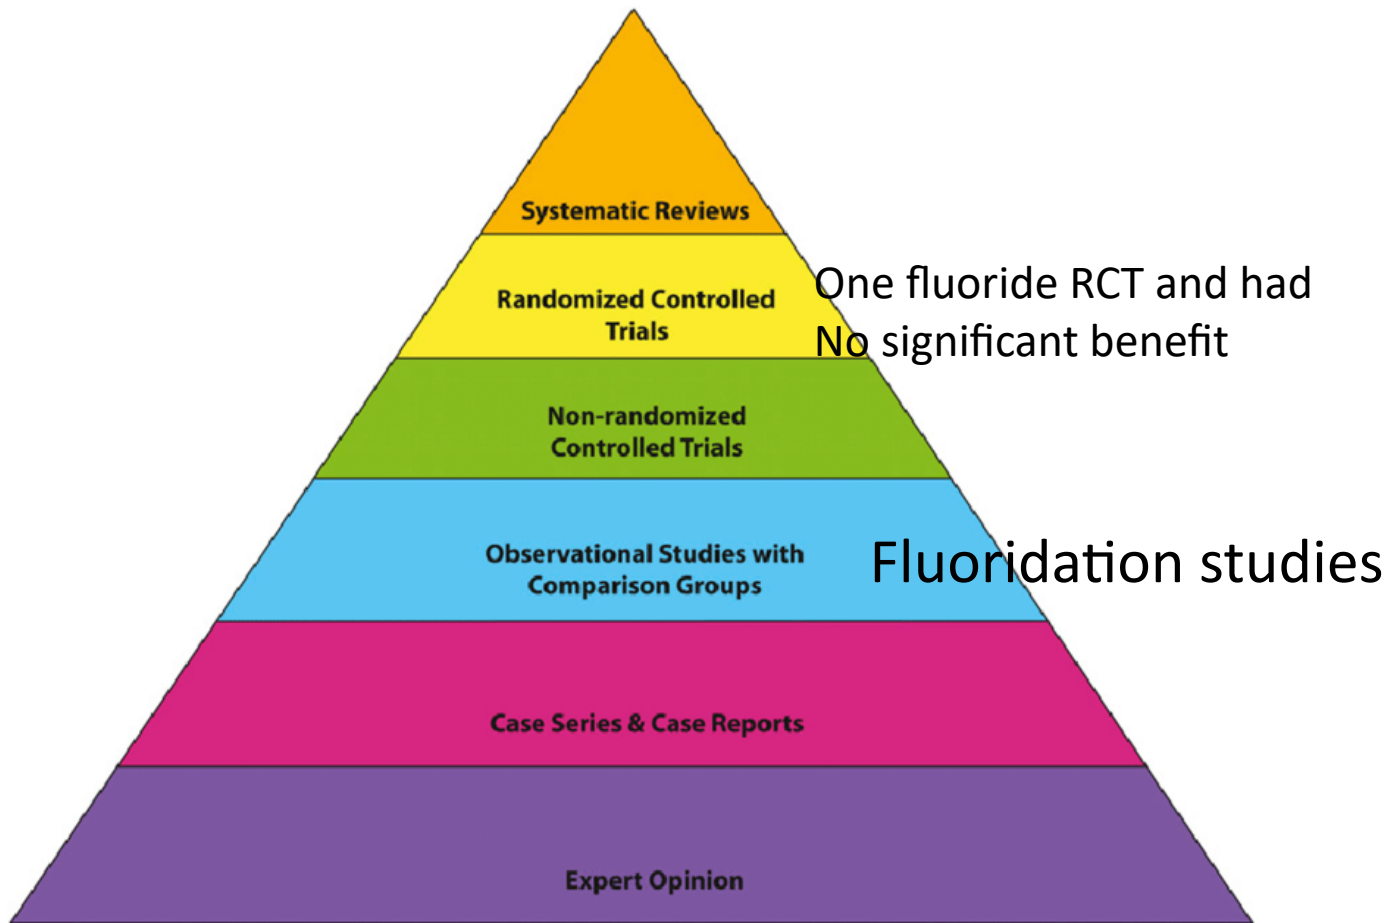 Systematic Reviews
Randomized Controlled
Trials
One fluoride RCT and had
No significant benefit
Non-randomized
Controlled Trials
Observational Studies with
Comparison Groups
Fluoridation studies
Case Series & Case Reports
Expert Opinion